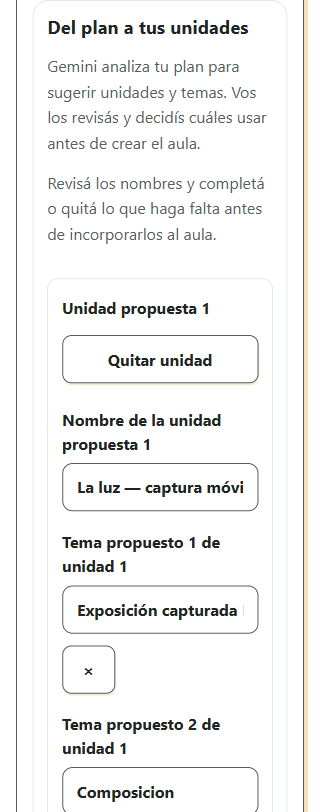 Del plan a tus unidades
Gemini analiza tu plan para
sugerir unidades y temas. Vos
los revisás y decidís cuáles usar
antes de crear el aula.
Revisá los nombres y completá
o quitá lo que haga falta antes
de incorporarlos al aula.
Unidad propuesta 1
Quitar unidad
Nombre de la unidad
propuesta 1
La luz — captura móvi
Tema propuesto 1 de
unidad 1
Exposición capturada
×
Tema propuesto 2 de
unidad 1
Composicion